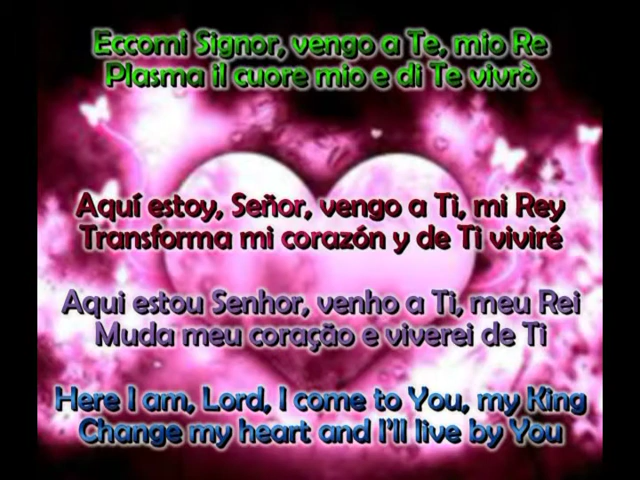 Eccomi Signor, vengo a Te, mio Re
Plasma il cuore mio e di Te vivrò
Aquí estoy, Señor, vengo a Ti, mi Rey
Transforma mi corazón y de Ti viviré
Aqui estou Senhor, venho a Ti, meu Rei
Muda meu coração e viverei de Ti
Here I am, Lord, I come to You, my King
Change my heart and I'll live by You